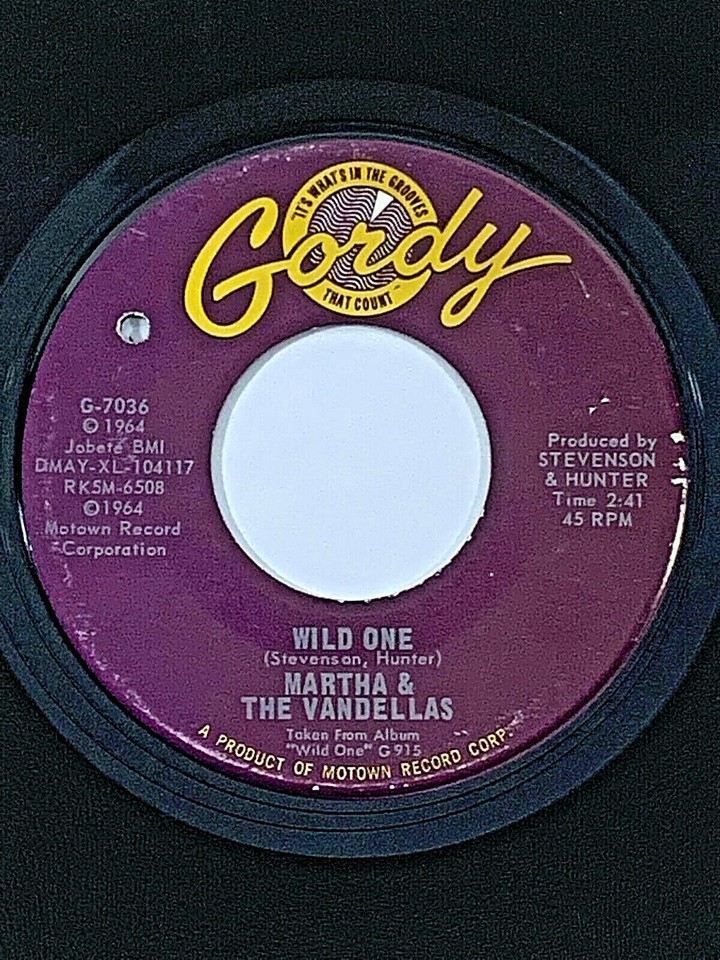 "IT'S WHAT'S IN THE GROOVES
Gordy
THAT COUNT"
G-7036
© 1964
Jobete BMI
DMAY-XL-104117
RK5M-6508
©1964
Motown Record
Corporation
Produced by
STEVENSON
& HUNTER
Time 2:41
45 RPM
WILD ONE
(Stevenson, Hunter)
MARTHA &
THE VANDELLAS
Taken From Album
"Wild One" G 915
A PRODUCT OF MOTOWN RECORD CORP.